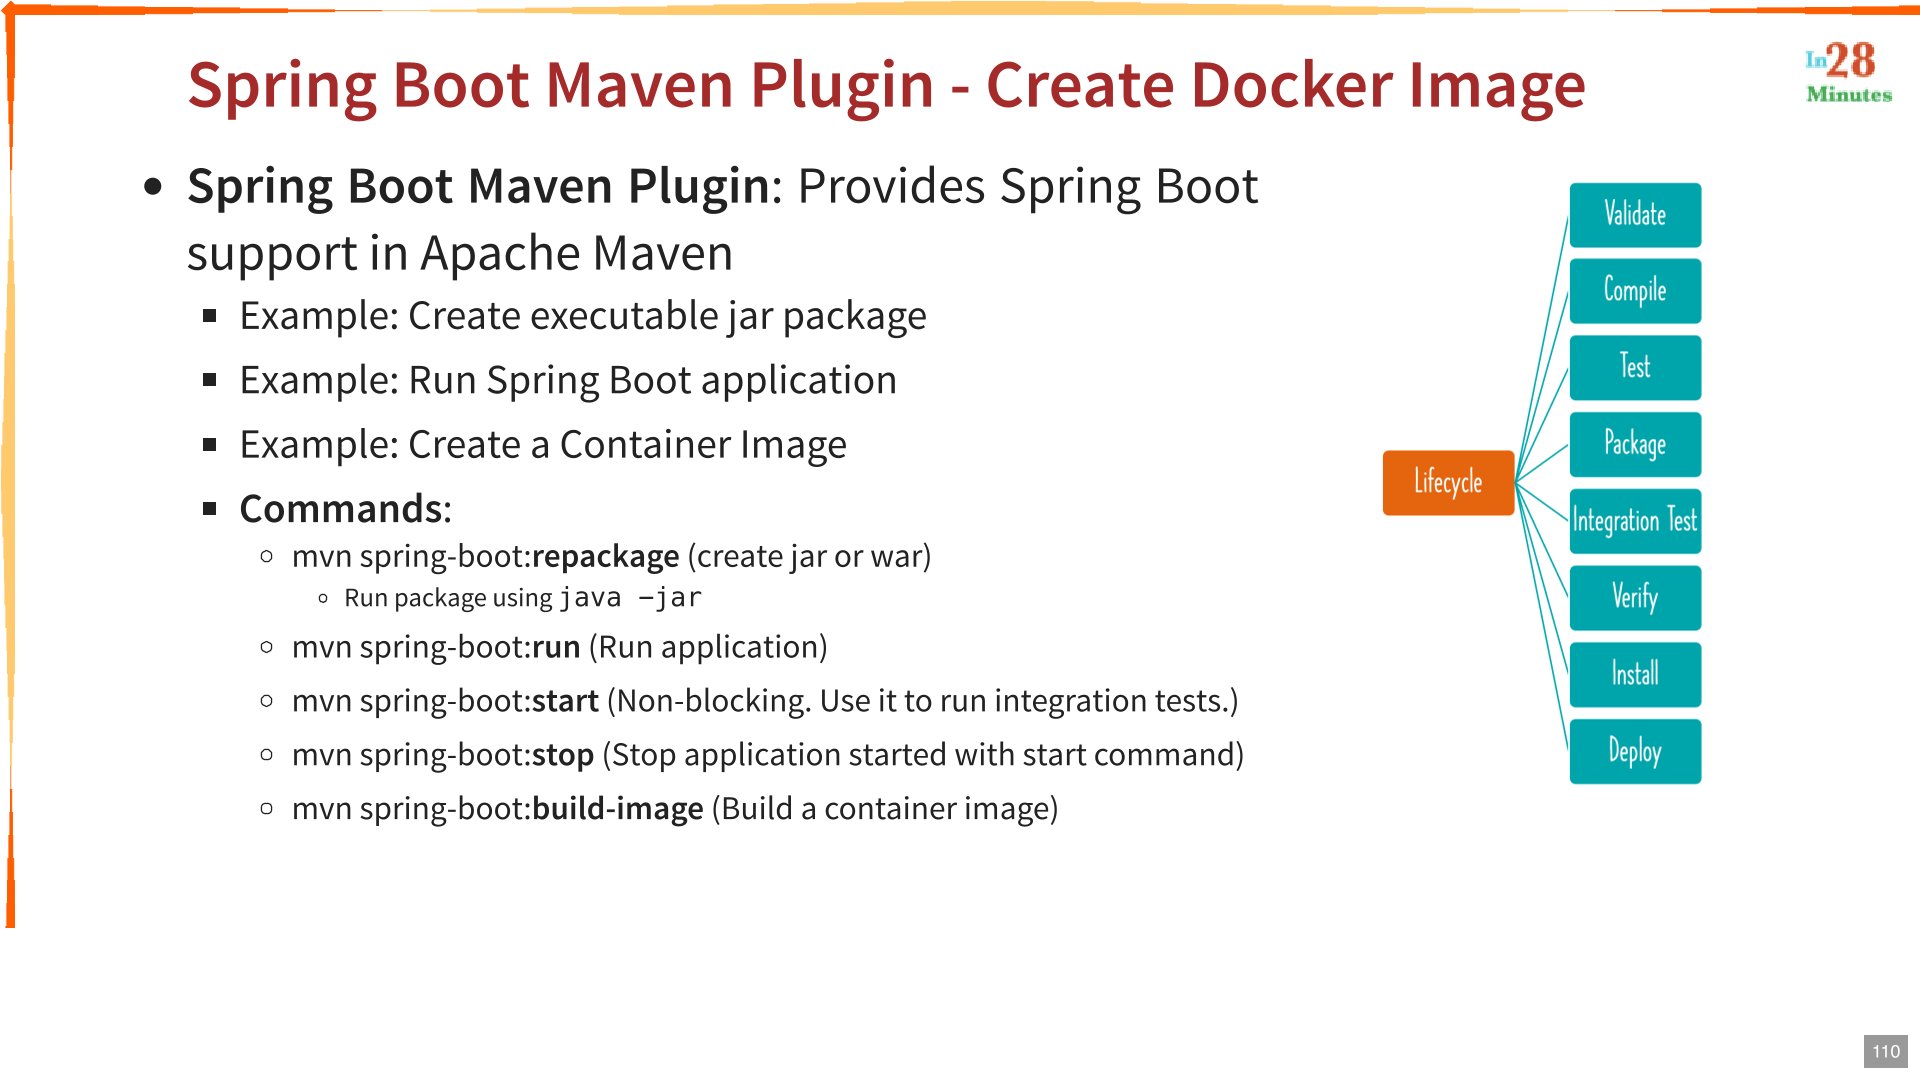 Spring Boot Maven Plugin - Create Docker Image
In28
Minutes
Spring Boot Maven Plugin: Provides Spring Boot
support in Apache Maven
Example: Create executable jar package
Example: Run Spring Boot application
Example: Create a Container Image
Commands:
mvn spring-boot:repackage (create jar or war)
Run package using java -jar
mvn spring-boot:run (Run application)
mvn spring-boot:start (Non-blocking. Use it to run integration tests.)
mvn spring-boot:stop (Stop application started with start command)
mvn spring-boot:build-image (Build a container image)
Lifecycle
Validate
Compile
Test
Package
Integration Test
Verify
Install
Deploy
110